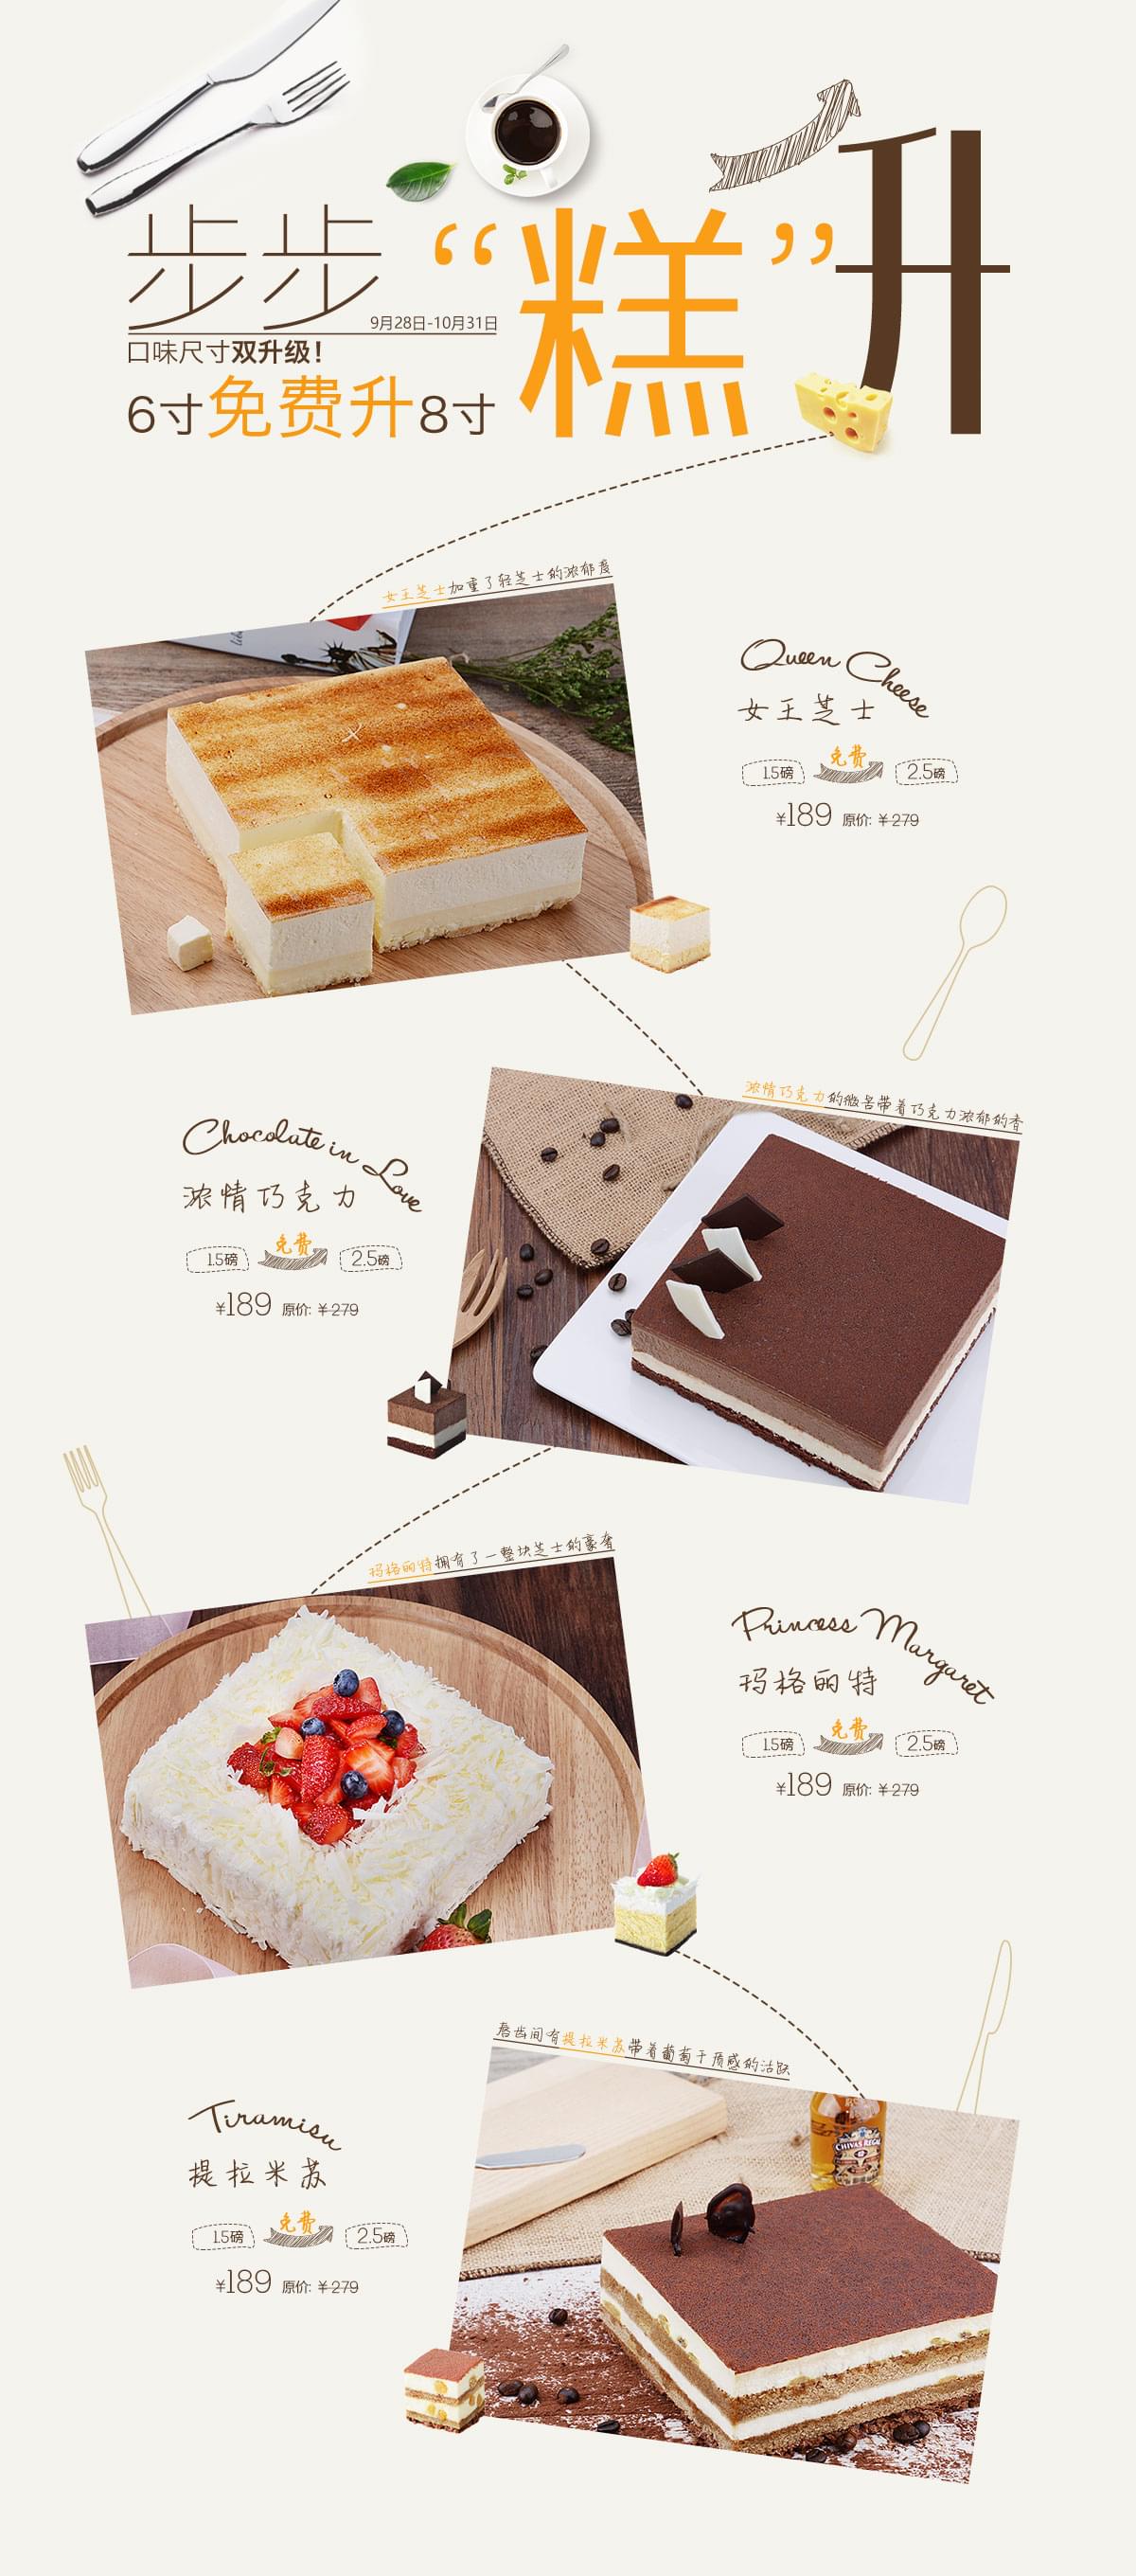 步步“糕”升
9月28日-10月31日
口味尺寸双升级！
6寸免费升8寸
女王芝士加重了轻芝士的浓郁度
Queen Cheese
女王芝士
1.5磅 免费 2.5磅
¥189 原价: ¥279
浓情巧克力的微苦带着巧克力浓郁的香
Chocolate in Love
浓情巧克力
1.5磅 免费 2.5磅
¥189 原价: ¥279
玛格丽特拥有了一整块芝士的豪奢
Princess Margaret
玛格丽特
1.5磅 免费 2.5磅
¥189 原价: ¥279
唇齿间有提拉米苏带着葡萄干质感的活跃
Tiramisu
提拉米苏
1.5磅 免费 2.5磅
¥189 原价: ¥279
CHIVAS REGAL